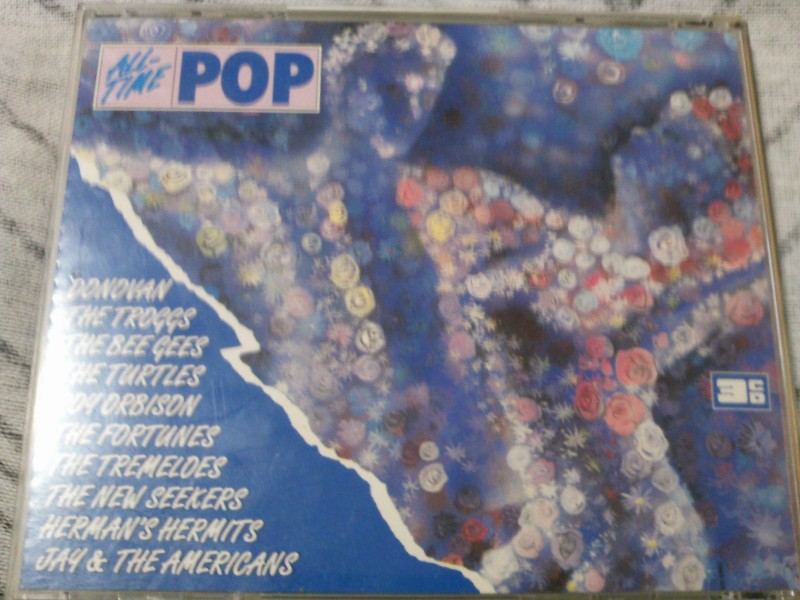 ALL-
TIME
POP
DONOVAN
THE TROGGS
THE BEE GEES
THE TURTLES
ROY ORBISON
THE FORTUNES
THE TREMELOES
THE NEW SEEKERS
HERMAN'S HERMITS
JAY & THE AMERICANS
3 CD